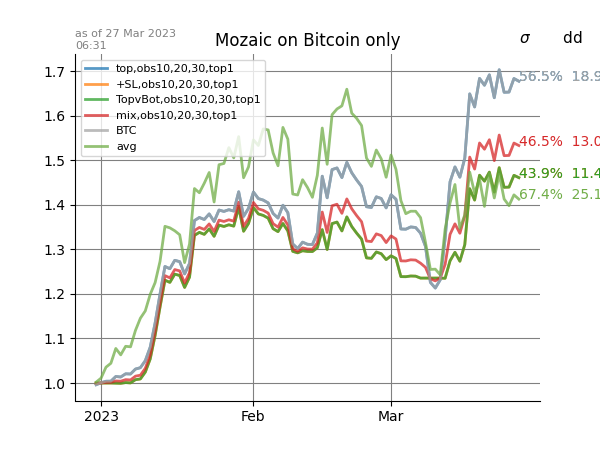 as of 27 Mar 2023
06:31
Mozaic on Bitcoin only
σ dd
top,obs10,20,30,top1
+SL,obs10,20,30,top1
TopvBot,obs10,20,30,top1
mix,obs10,20,30,top1
BTC
avg
1.7
1.6
1.5
1.4
1.3
1.2
1.1
1.0
56.5% 18.9
46.5% 13.0
43.9% 11.4
67.4% 25.1
2023 Feb Mar